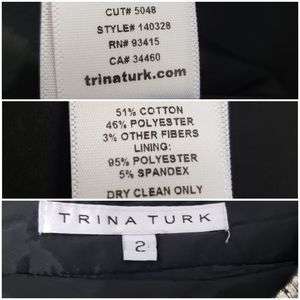 CUT# 5048
STYLE# 140328
RN# 93415
CA# 34460
trinaturk.com
51% COTTON
46% POLYESTER
3% OTHER FIBERS
LINING:
95% POLYESTER
5% SPANDEX
DRY CLEAN ONLY
TRINA TURK
2